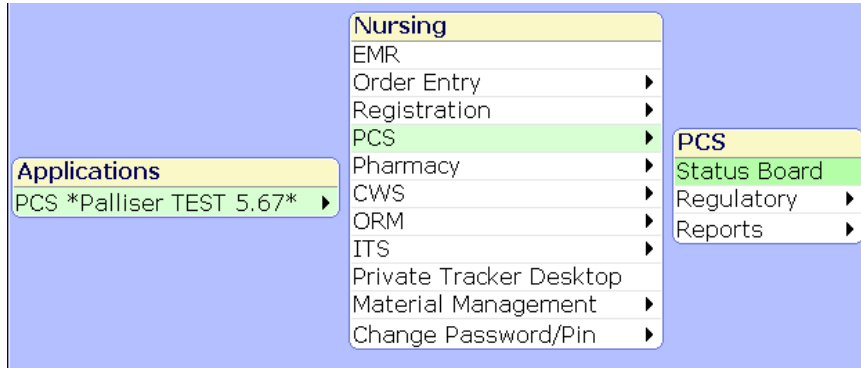 Applications
PCS *Palliser TEST 5.67*
Nursing
EMR
Order Entry
Registration
PCS
Pharmacy
CWS
ORM
ITS
Private Tracker Desktop
Material Management
Change Password/Pin
PCS
Status Board
Regulatory
Reports